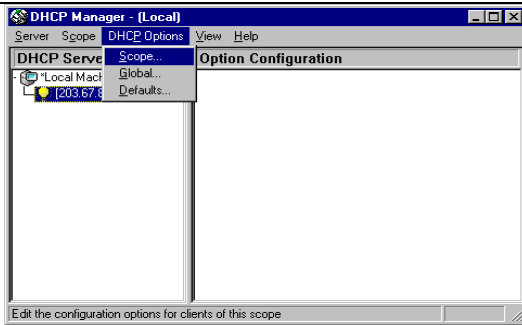 DHCP Manager - (Local)
Server Scope DHCP Options View Help
DHCP Serve Option Configuration
Scope...
Global...
Defaults...
*Local Mach
[203.67.8
Edit the configuration options for clients of this scope